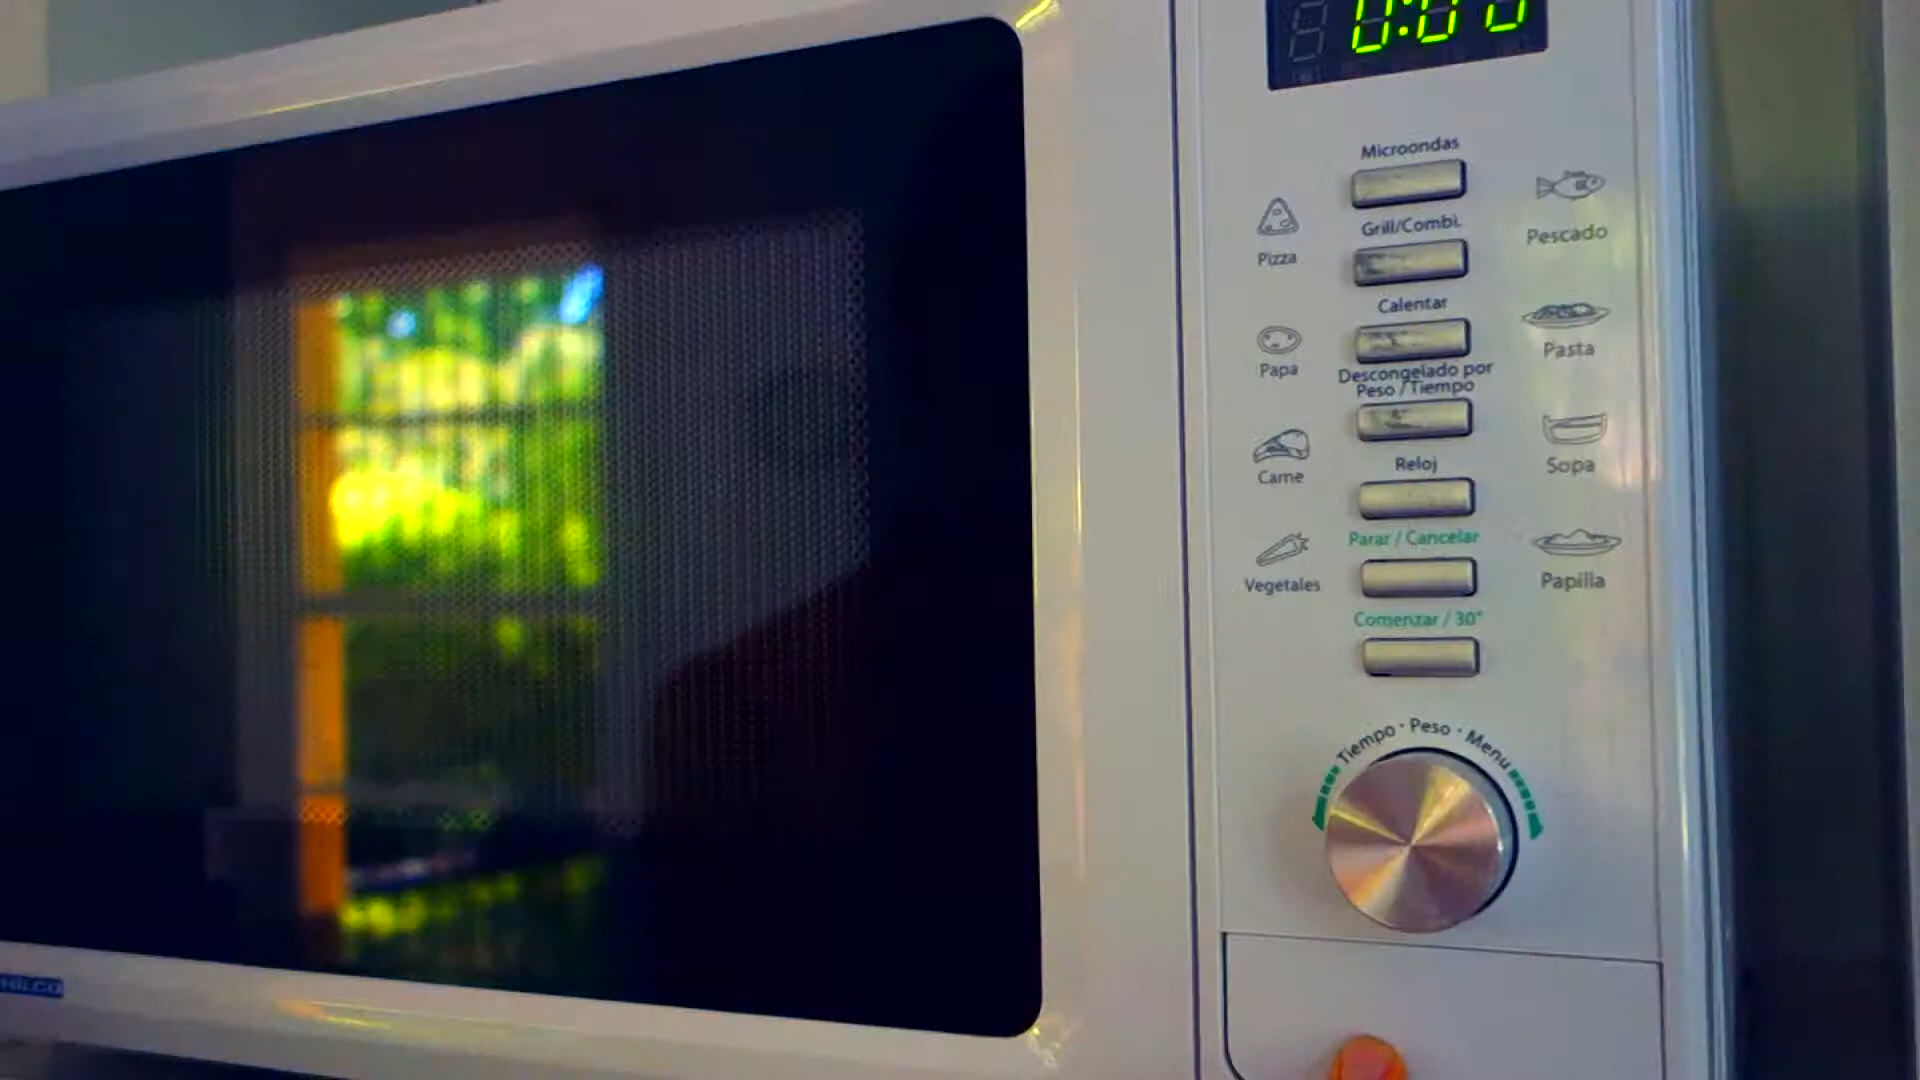 Microondas
Grill/Combi.
Pizza
Pescado
Calentar
Papa
Pasta
Descongelado por
Peso / Tiempo
Carne
Reloj
Sopa
Parar / Cancelar
Vegetales
Papilla
Comenzar / 30"
Tiempo · Peso · Menu